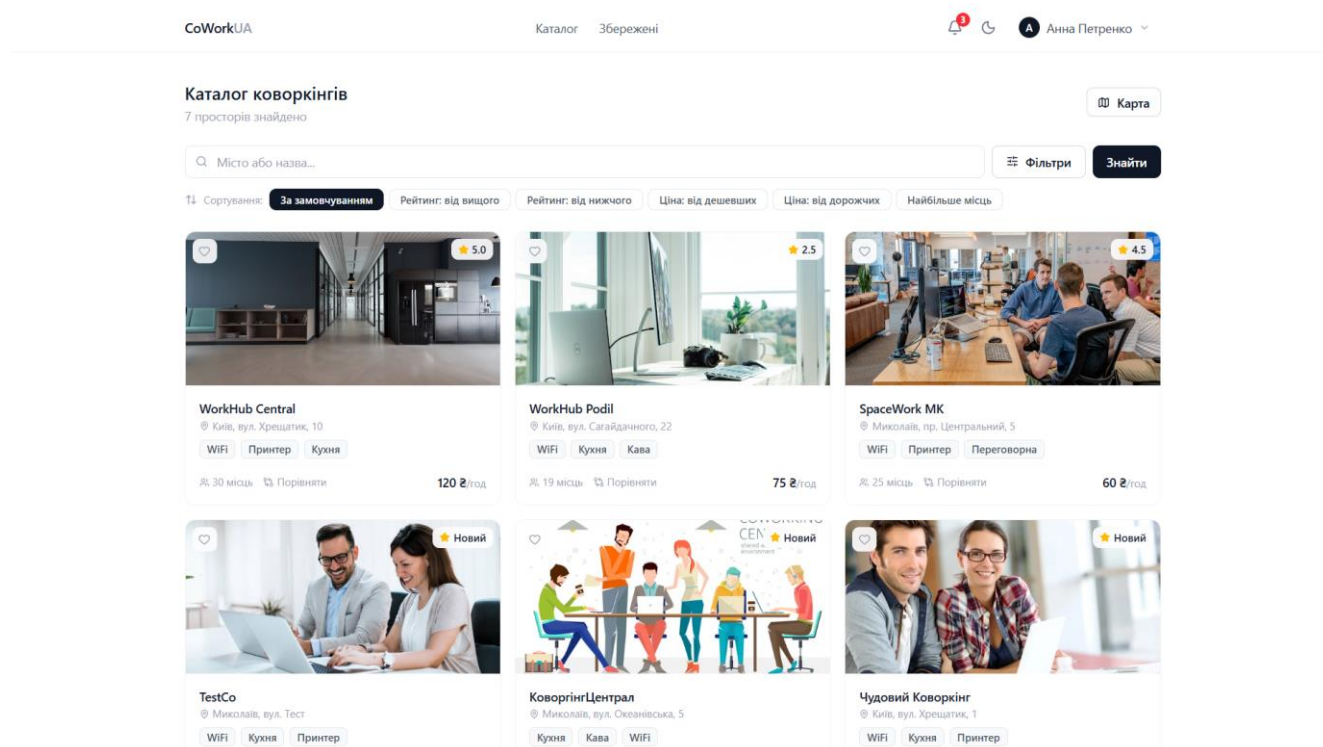 CoWorkUA Каталог Збережені 3 A Анна Петренко
Каталог коворкінгів
7 просторів знайдено
Карта
Місто або назва...
Фільтри
Знайти
Сортування: За замовчуванням Рейтинг: від вищого Рейтинг: від нижчого Ціна: від дешевших Ціна: від дорожчих Найбільше місць
5.0
2.5
4.5
WorkHub Central
Київ, вул. Хрещатик, 10
WiFi Принтер Кухня
30 місць Порівняти 120 ₴/год
WorkHub Podil
Київ, вул. Сагайдачного, 22
WiFi Кухня Кава
19 місць Порівняти 75 ₴/год
SpaceWork МК
Миколаїв, пр. Центральний, 5
WiFi Принтер Переговорна
25 місць Порівняти 60 ₴/год
Новий
COWORKING
CEN
Новий
Новий
TestCo
Миколаїв, вул. Тест
WiFi Кухня Принтер
КоворгінгЦентрал
Миколаїв, вул. Океанівська, 5
Кухня Кава WiFi
Чудовий Коворкінг
Київ, вул. Хрещатик, 1
WiFi Кухня Принтер